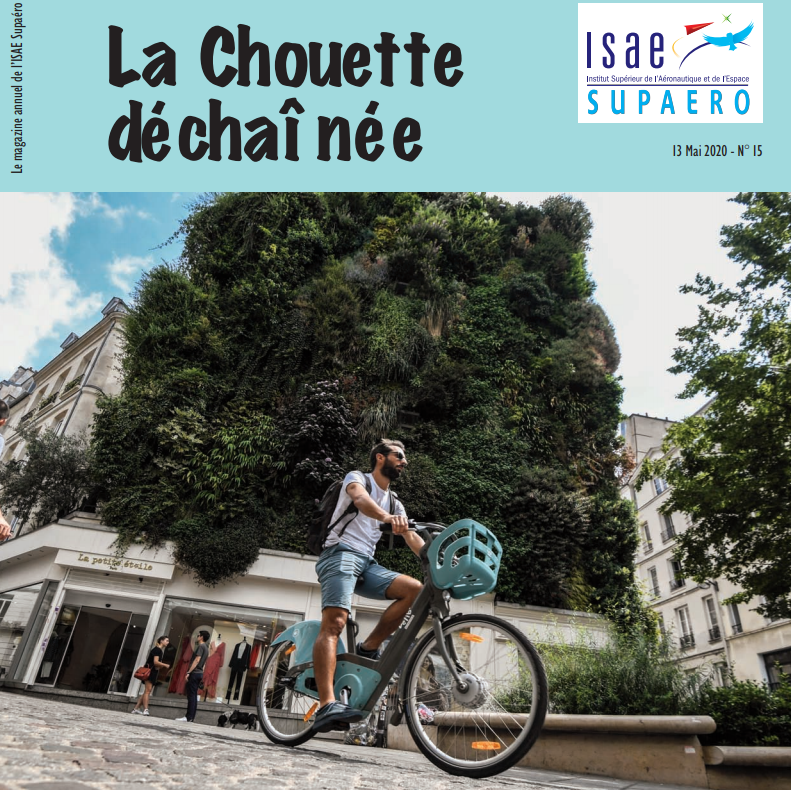 Le magazine annuel de l'ISAE Supaéro
La Chouette
déchaînée
Isae
Institut Supérieur de l'Aéronautique et de l'Espace
SUPAERO
13 Mai 2020 - N° 15
La petite étoile